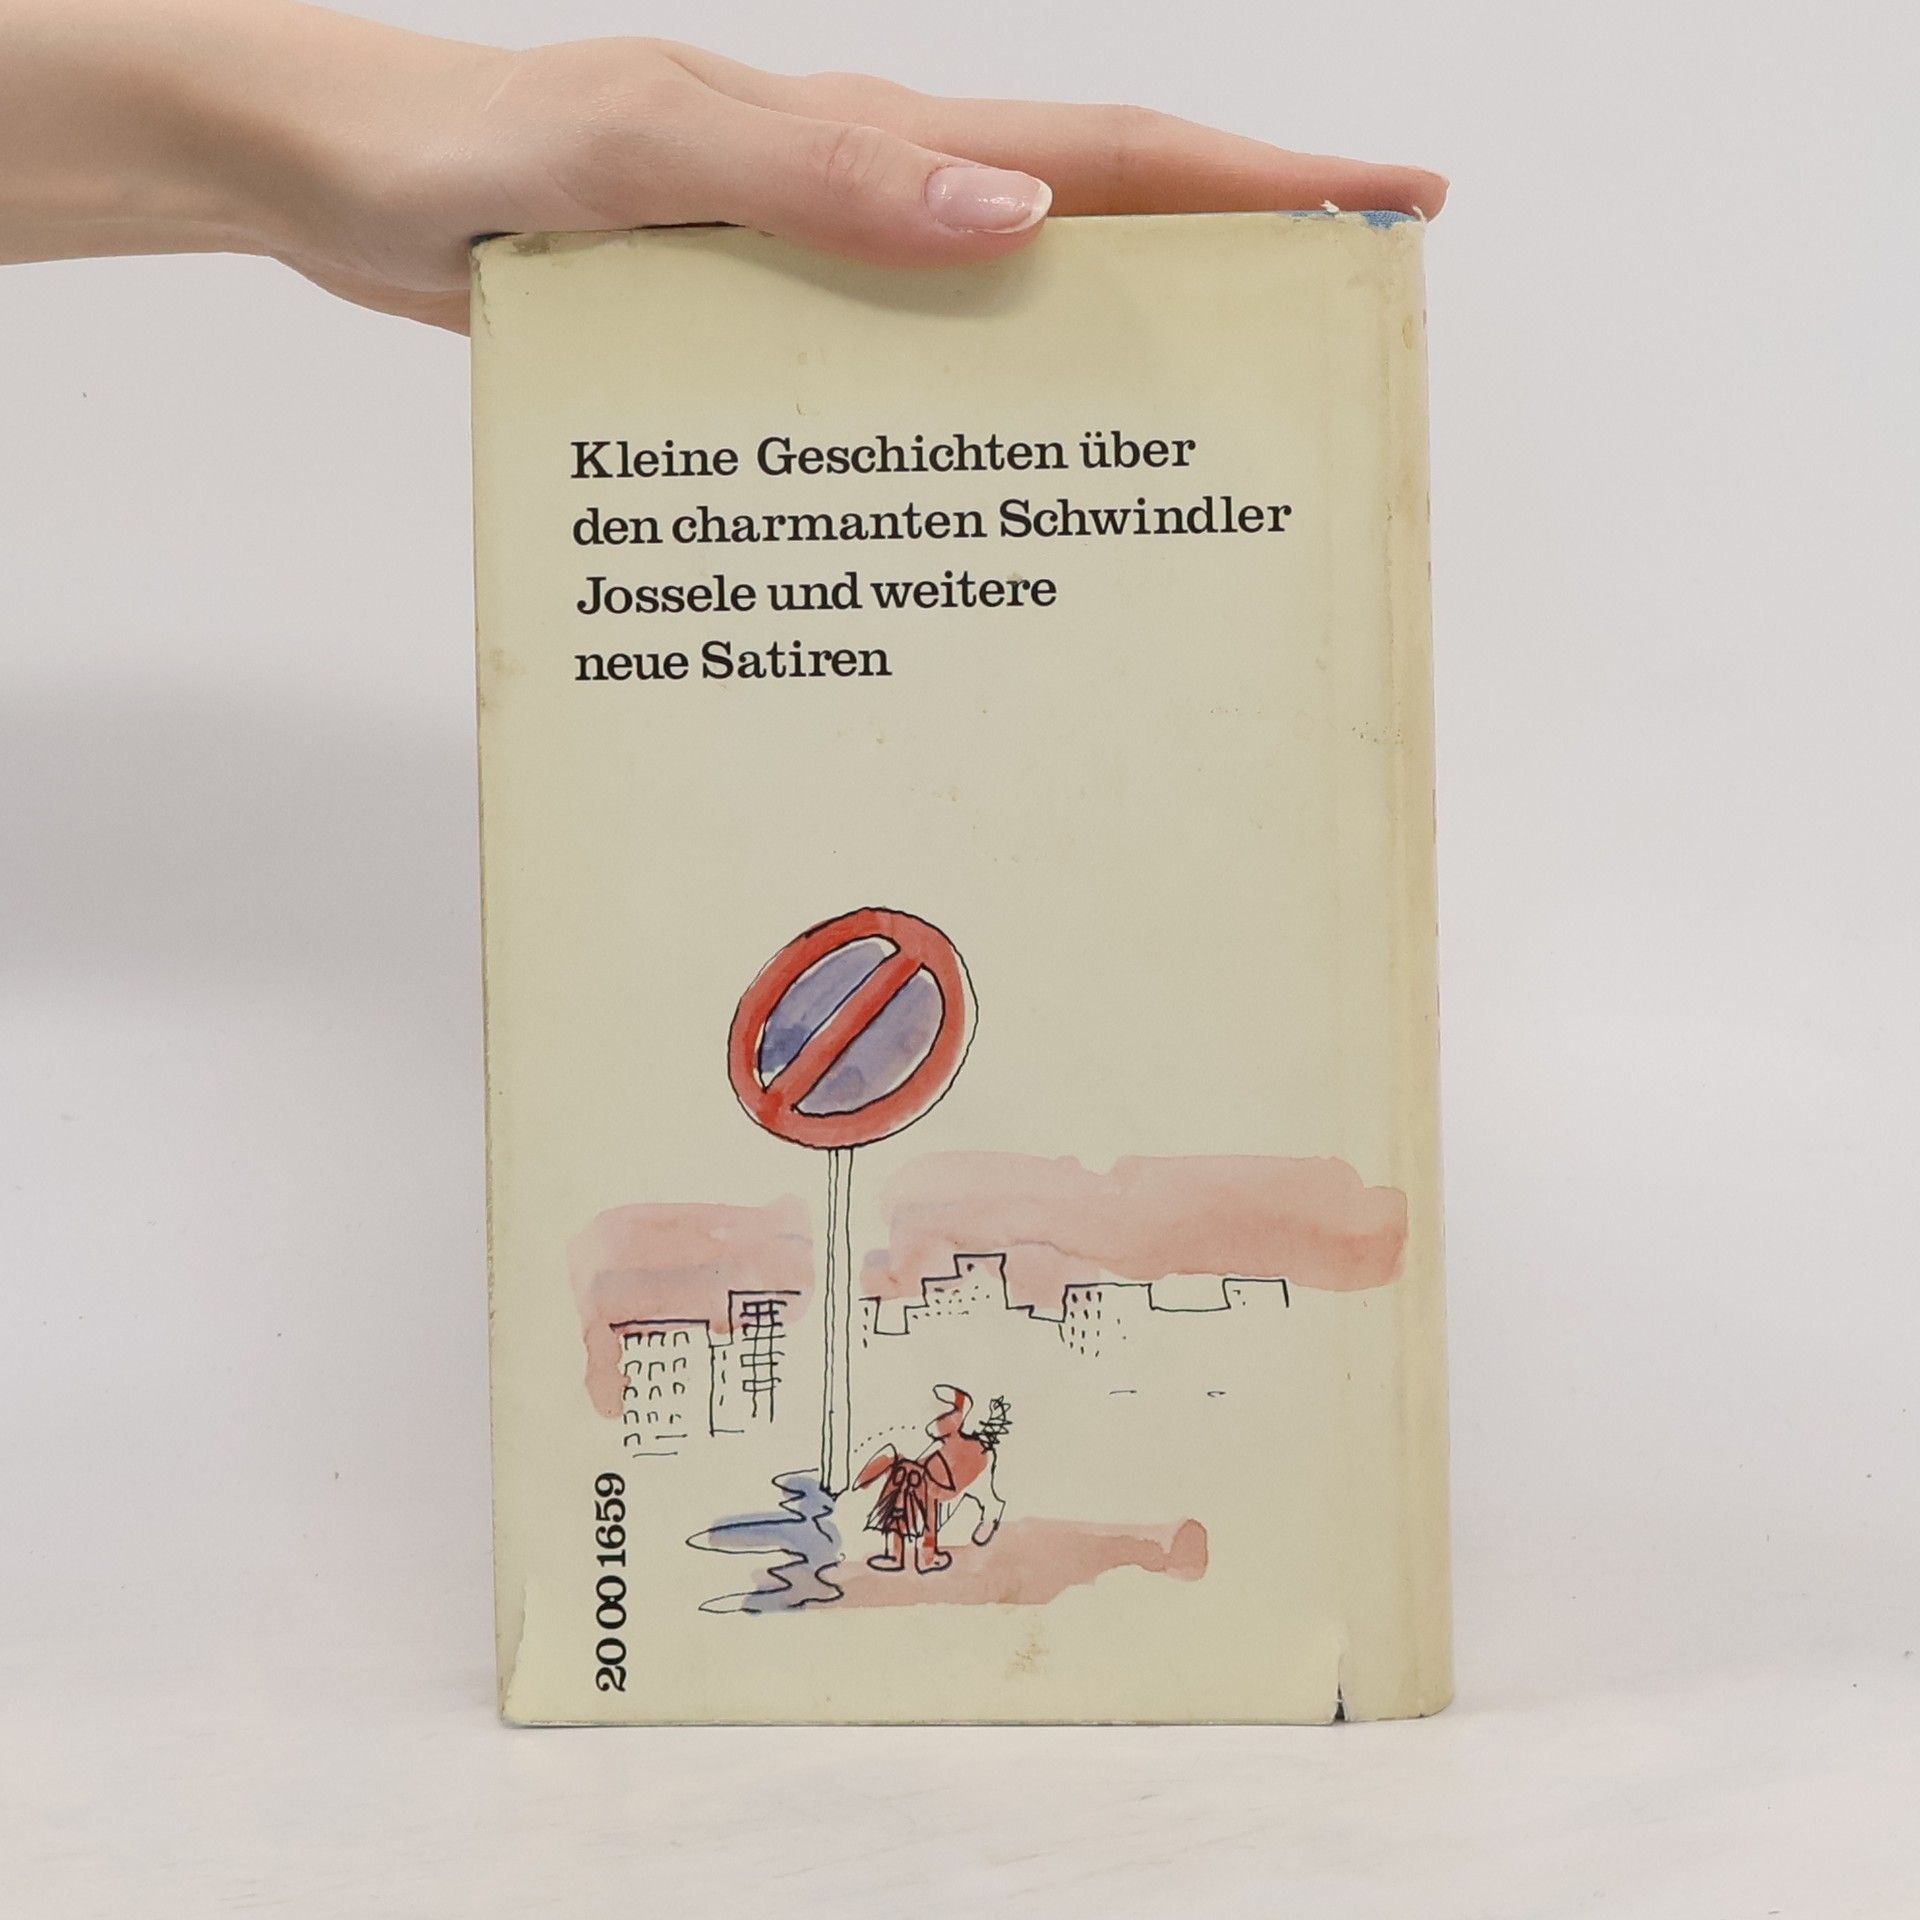 Kleine Geschichten über
den charmanten Schwindler
Jossele und weitere
neue Satiren
20 00 1659